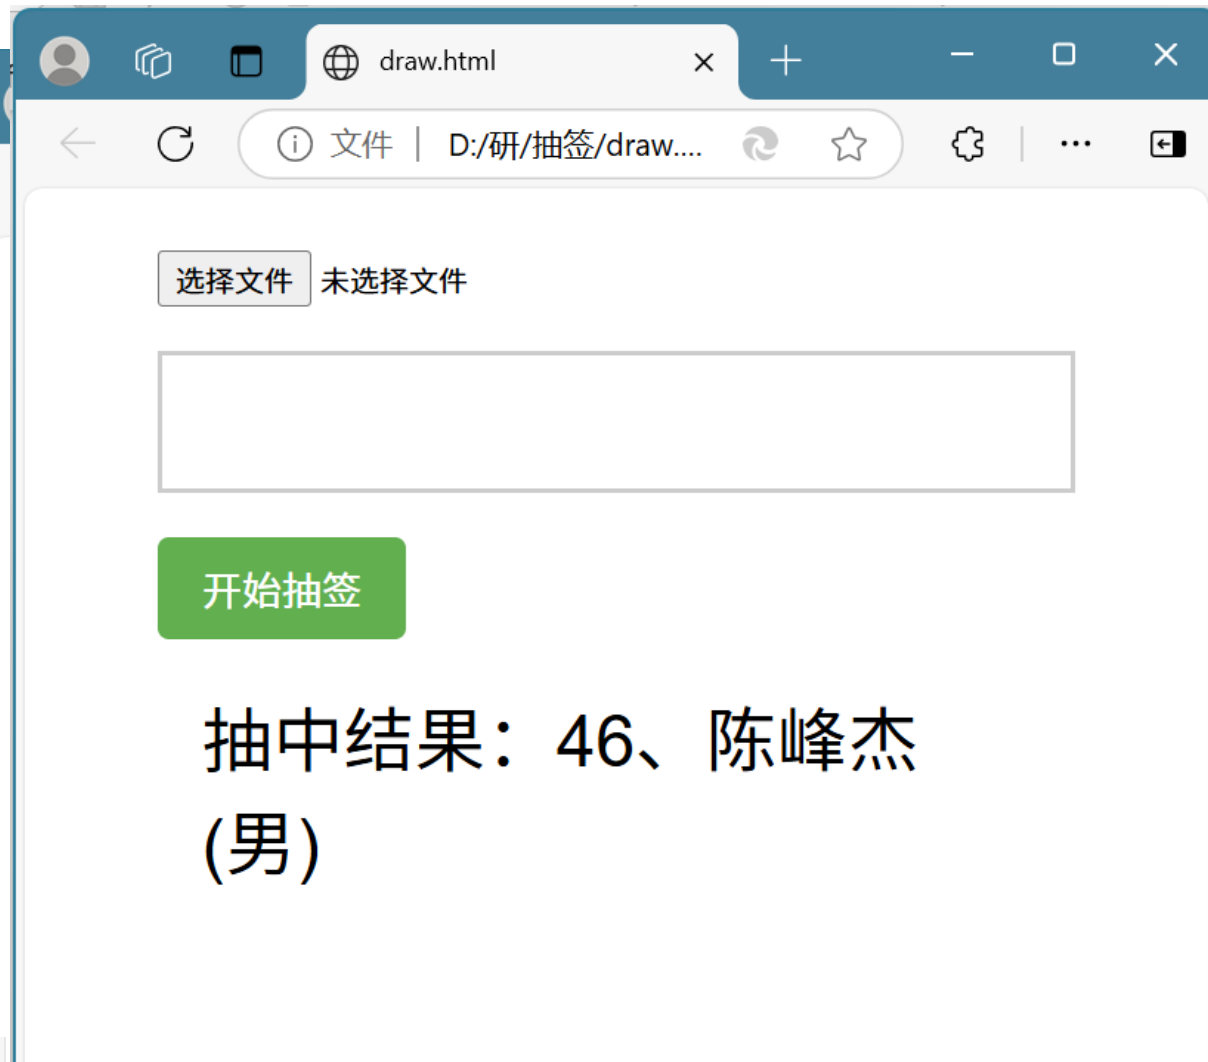 draw.html
文件 D:/研/抽签/draw....
选择文件 未选择文件
开始抽签
抽中结果：46、陈峰杰
(男)